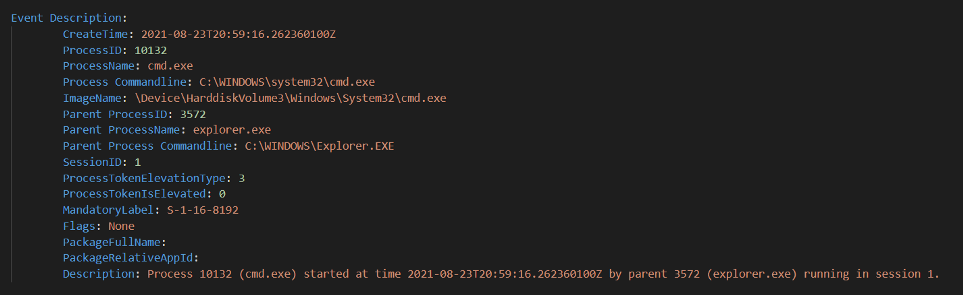 Event Description:
CreateTime: 2021-08-23T20:59:16.262360100Z
ProcessID: 10132
ProcessName: cmd.exe
Process Commandline: C:\WINDOWS\system32\cmd.exe
ImageName: \Device\HarddiskVolume3\Windows\System32\cmd.exe
Parent ProcessID: 3572
Parent ProcessName: explorer.exe
Parent Process Commandline: C:\WINDOWS\Explorer.EXE
SessionID: 1
ProcessTokenElevationType: 3
ProcessTokenIsElevated: 0
MandatoryLabel: S-1-16-8192
Flags: None
PackageFullName:
PackageRelativeAppId:
Description: Process 10132 (cmd.exe) started at time 2021-08-23T20:59:16.262360100Z by parent 3572 (explorer.exe) running in session 1.